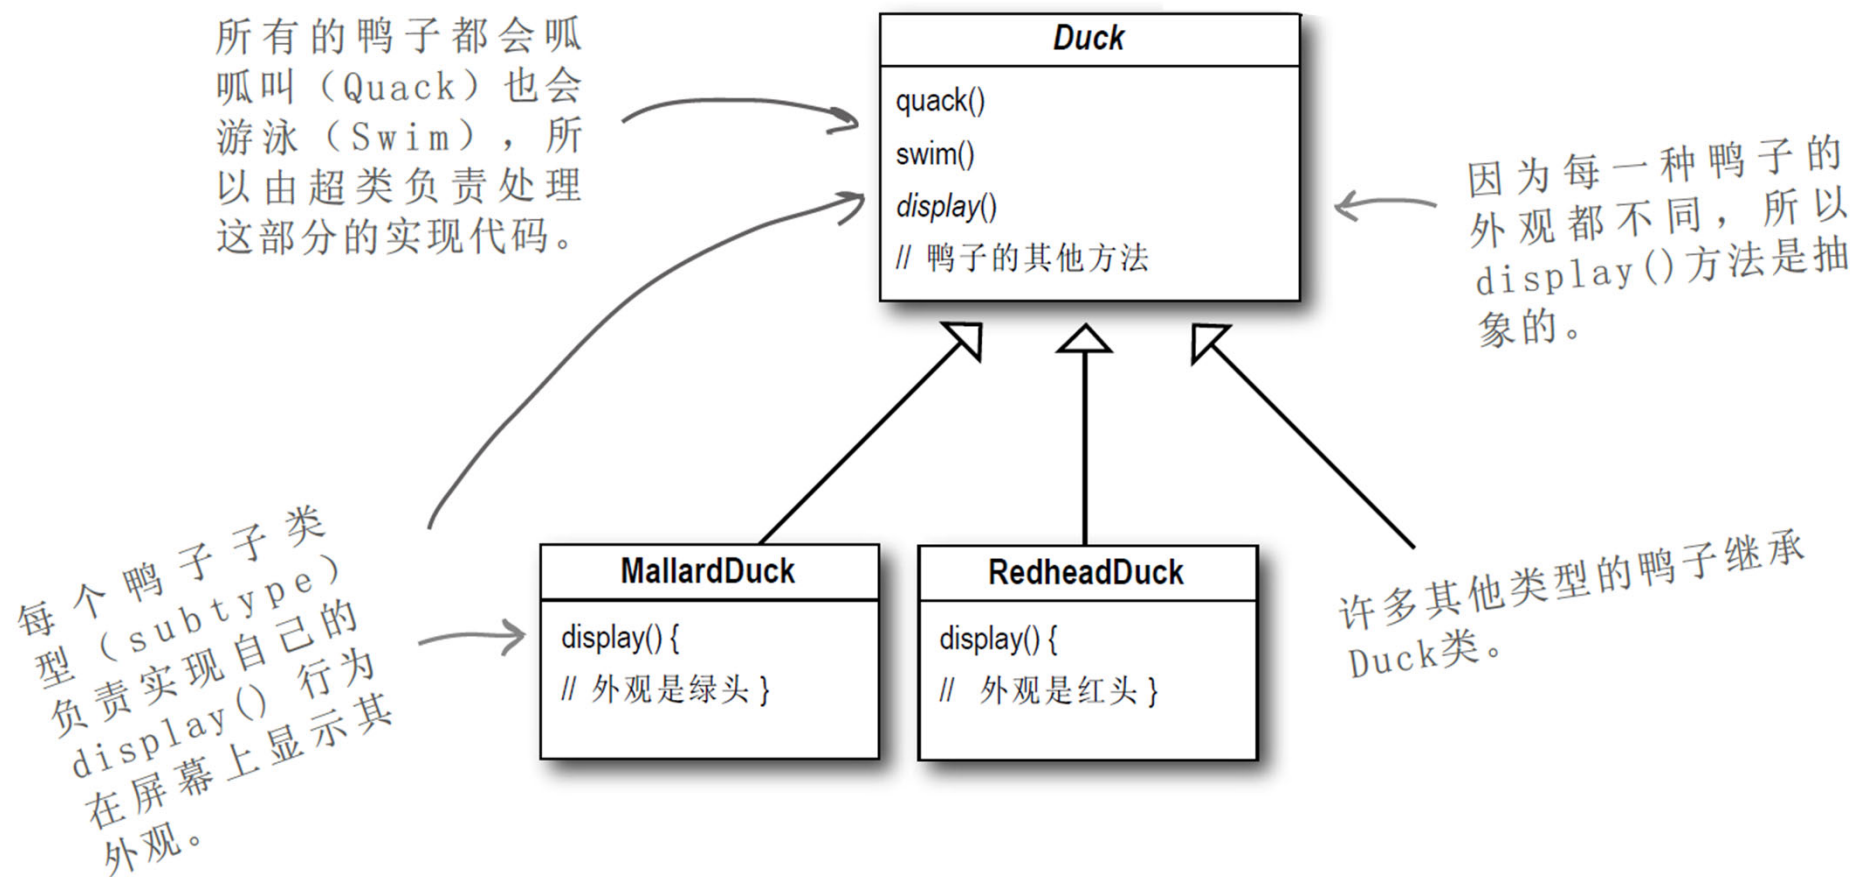 所有的鸭子都会呱
呱叫（Quack）也会
游泳（Swim），所
以由超类负责处理
这部分的实现代码。
Duck
quack()
swim()
display()
// 鸭子的其他方法
因为每一种鸭子的
外观都不同，所以
display()方法是抽
象的。
每个鸭子子类
型（subtype）
负责实现自己的
display() 行为
在屏幕上显示其
外观。
MallardDuck
display() {
// 外观是绿头 }
RedheadDuck
display() {
// 外观是红头 }
许多其他类型的鸭子继承
Duck类。